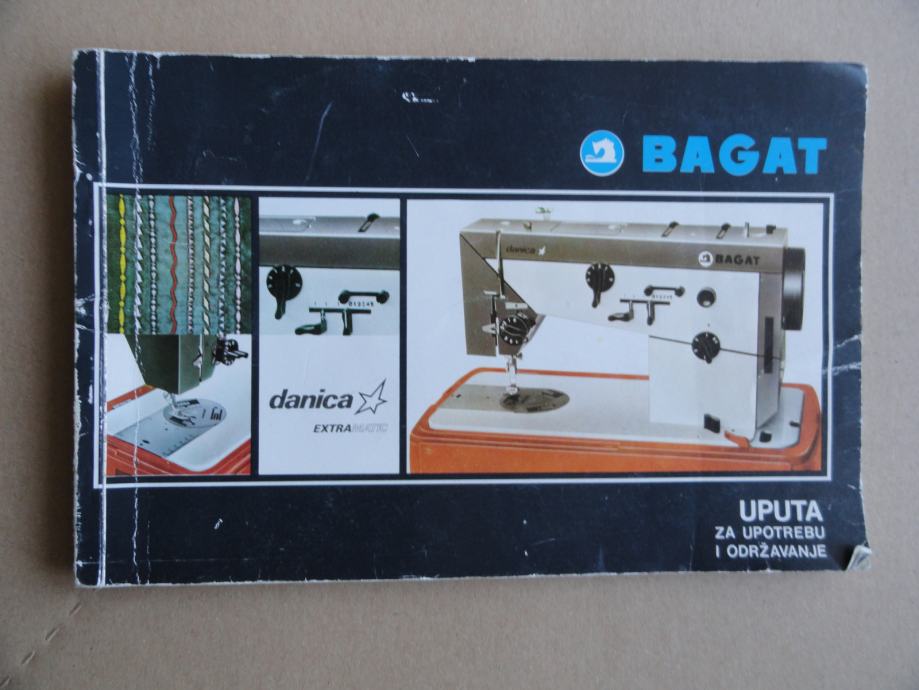 BAGAT
danica
EXTRAMATIC
danica
BAGAT
UPUTA
ZA UPOTREBU
I ODRŽAVANJE